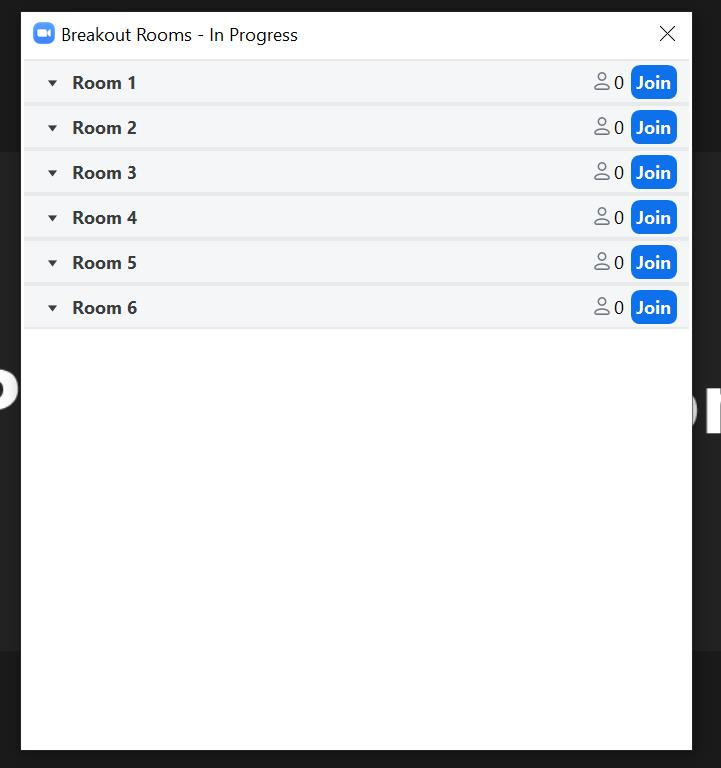 Breakout Rooms - In Progress
Room 1 0 Join
Room 2 0 Join
Room 3 0 Join
Room 4 0 Join
Room 5 0 Join
Room 6 0 Join